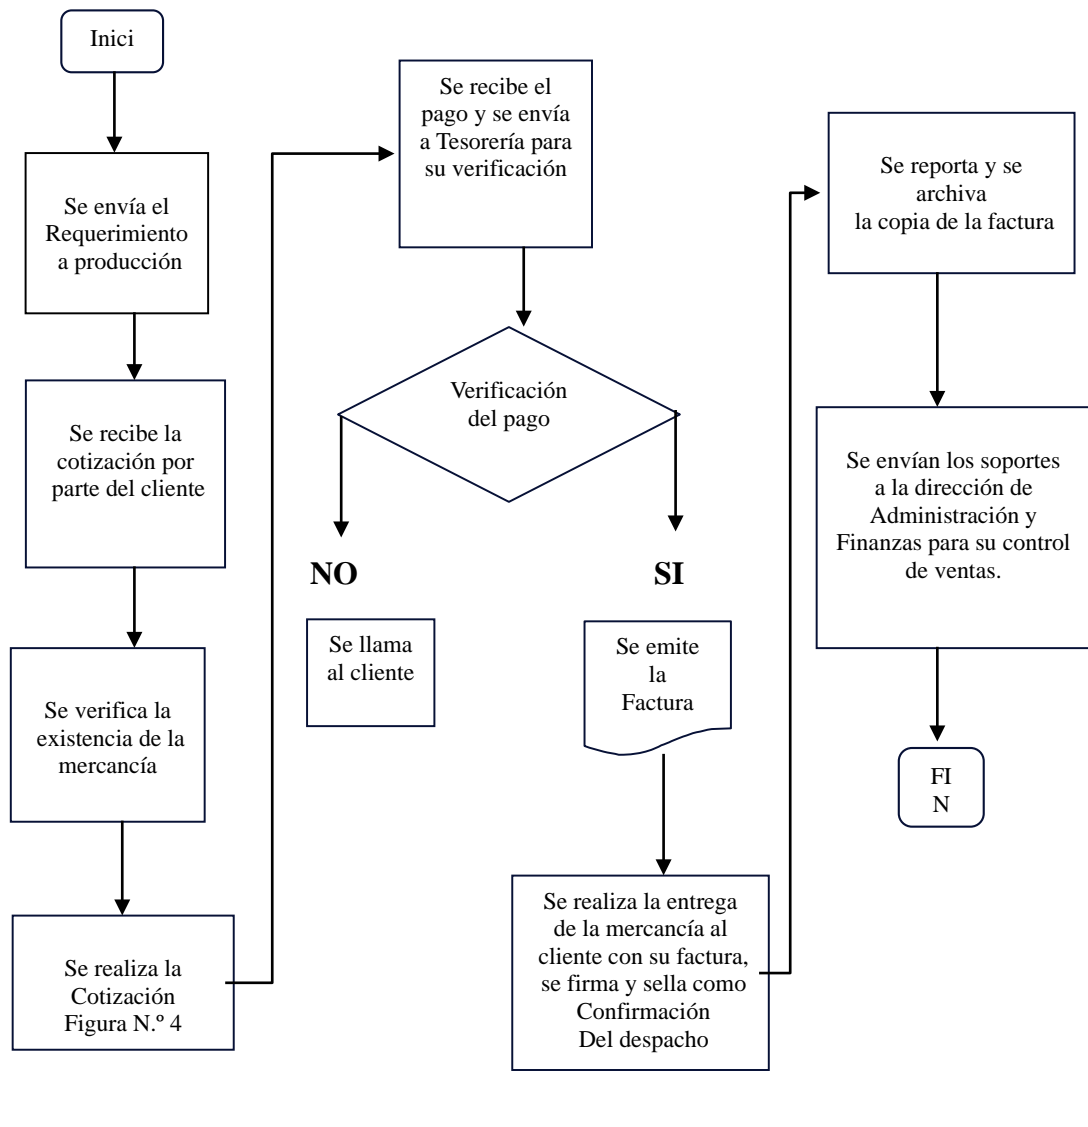 Inici
Se envía el
Requerimiento
a producción
Se recibe la
cotización por
parte del cliente
Se verifica la
existencia de la
mercancía
Se realiza la
Cotización
Figura N.º 4
Se recibe el
pago y se envía
a Tesorería para
su verificación
Verificación
del pago
NO
SI
Se llama
al cliente
Se emite
la
Factura
Se realiza la entrega
de la mercancía al
cliente con su factura,
se firma y sella como
Confirmación
Del despacho
Se reporta y se
archiva
la copia de la factura
Se envían los soportes
a la dirección de
Administración y
Finanzas para su control
de ventas.
FI
N